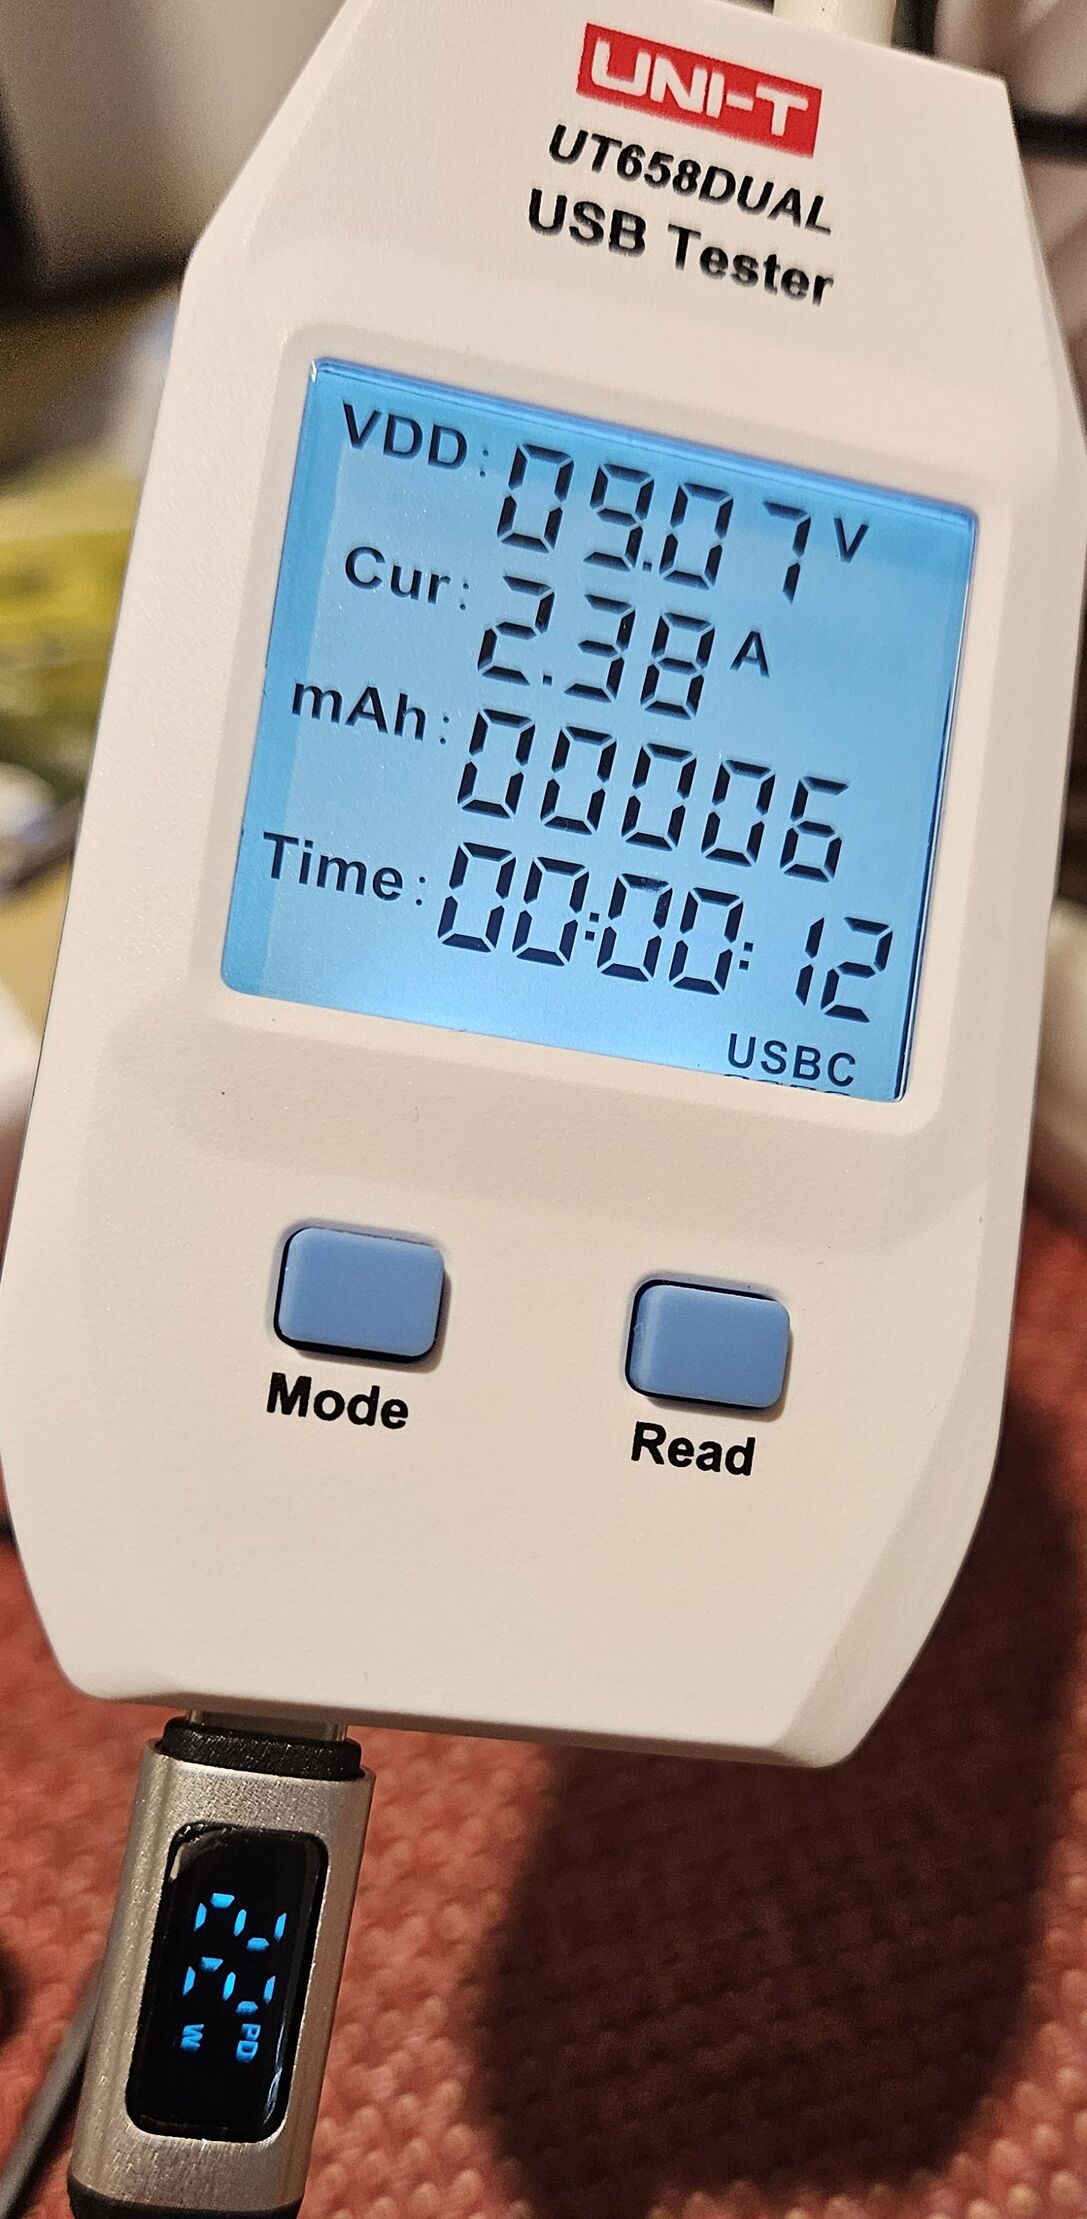 UNI-T
UT658DUAL
USB Tester
VDD: 09.07 V
Cur: 2.38 A
mAh: 00006
Time: 00:00:12
USBC
Mode
Read
PD
W